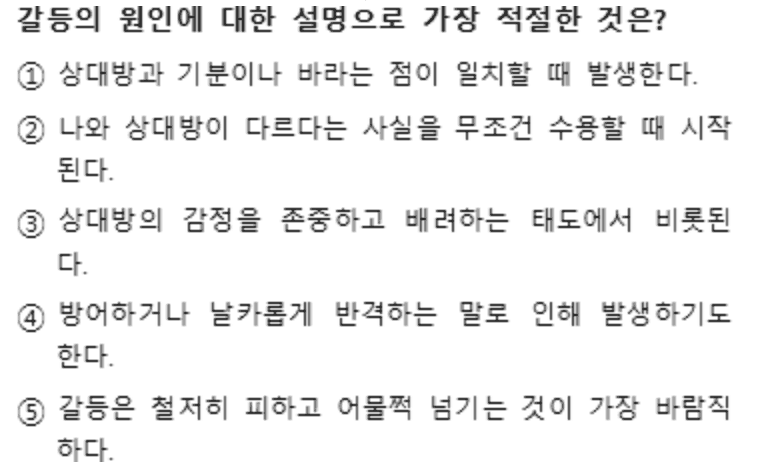 갈등의 원인에 대한 설명으로 가장 적절한 것은?
① 상대방과 기분이나 바라는 점이 일치할 때 발생한다.
② 나와 상대방이 다르다는 사실을 무조건 수용할 때 시작
된다.
③ 상대방의 감정을 존중하고 배려하는 태도에서 비롯된
다.
④ 방어하거나 날카롭게 반격하는 말로 인해 발생하기도
한다.
⑤ 갈등은 철저히 피하고 어물쩍 넘기는 것이 가장 바람직
하다.